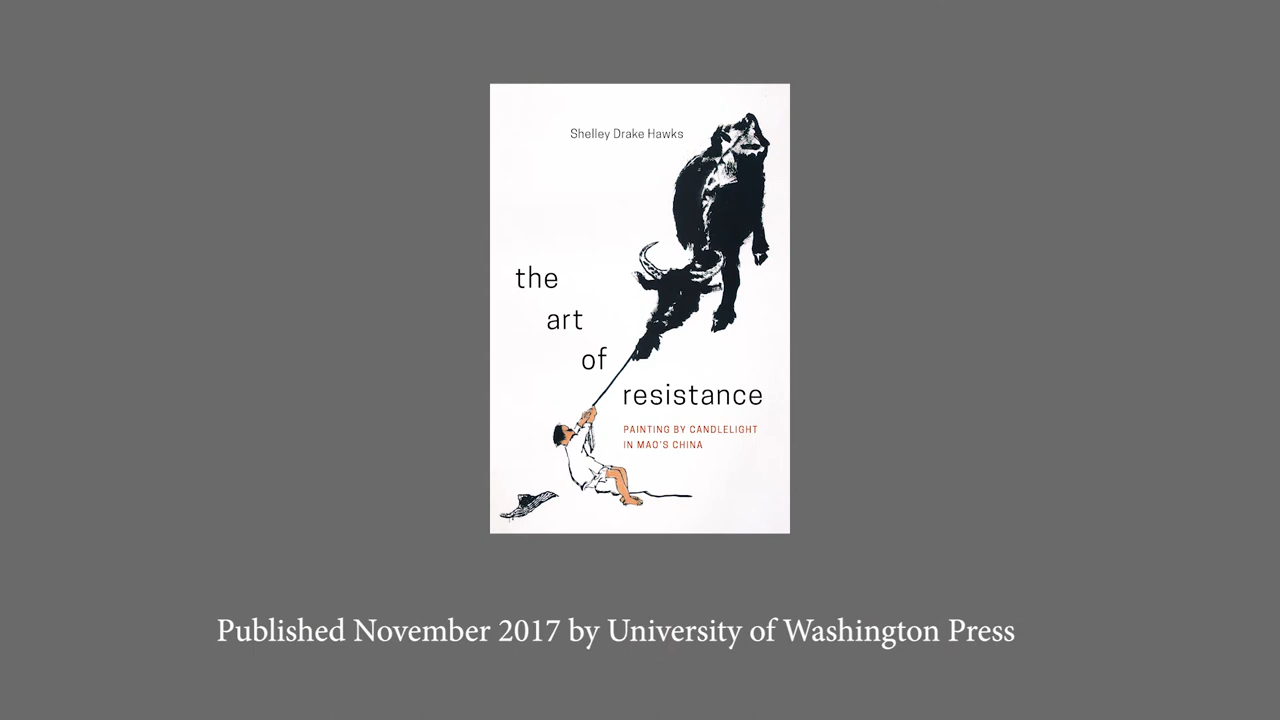 Shelley Drake Hawks
the
art
of
resistance
PAINTING BY CANDLELIGHT
IN MAO'S CHINA
Published November 2017 by University of Washington Press